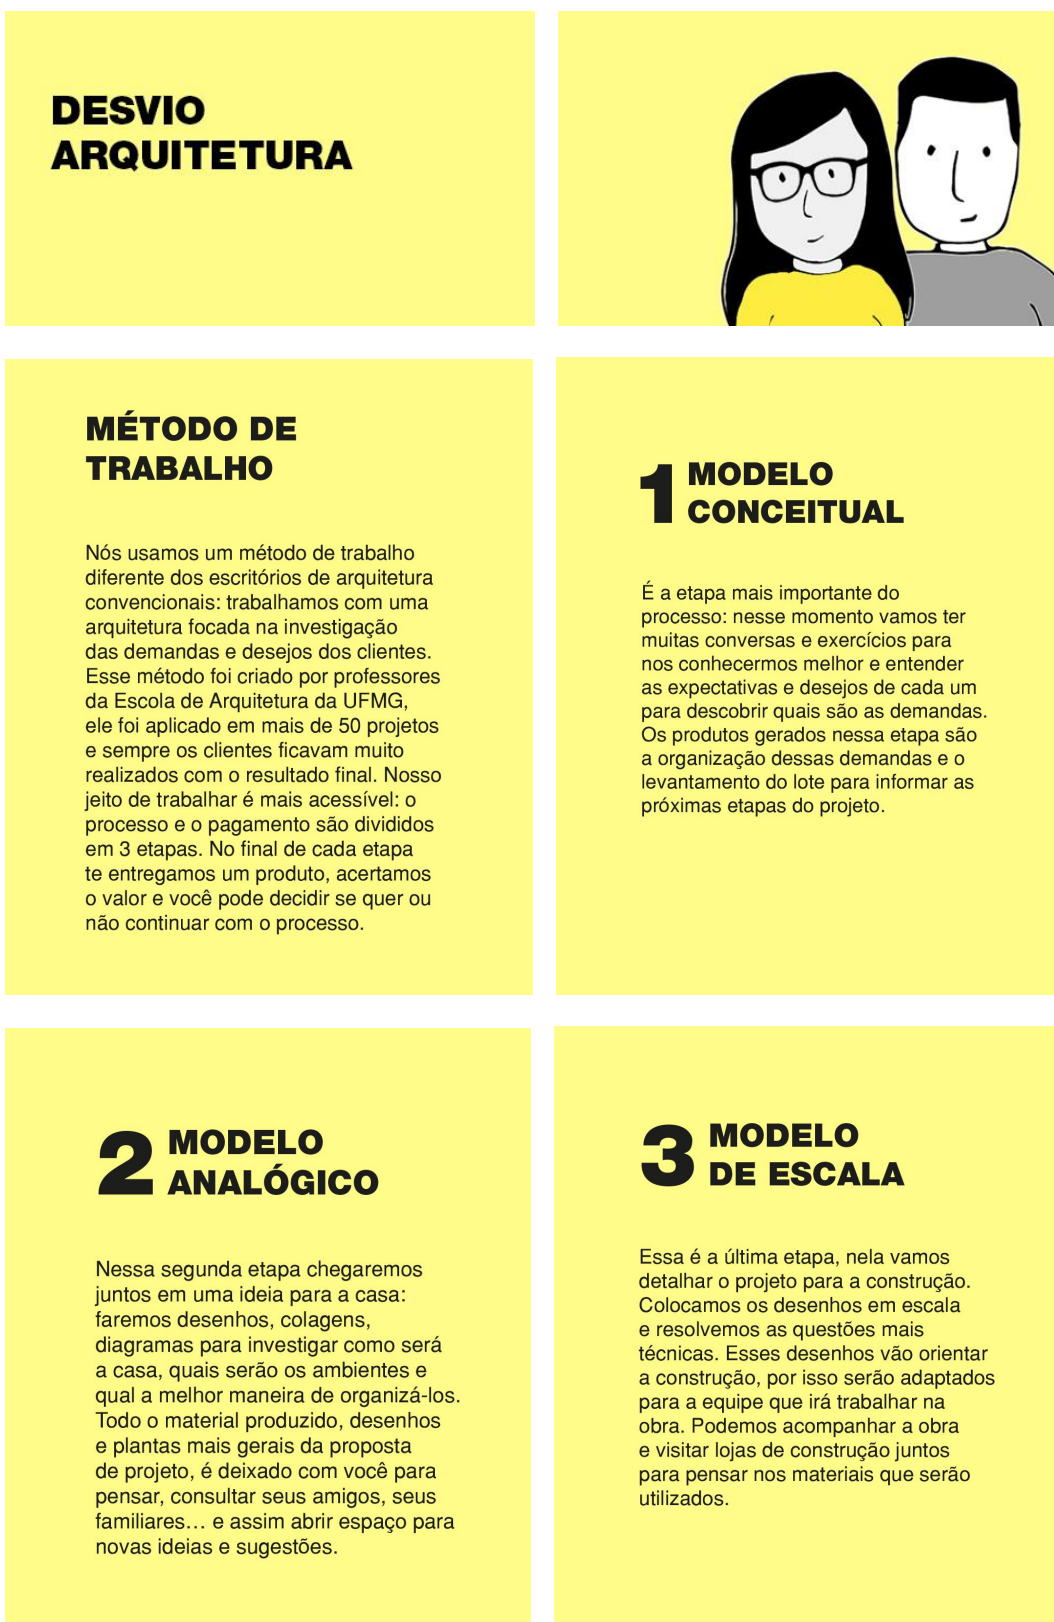 DESVIO
ARQUITETURA
MÉTODO DE
TRABALHO
Nós usamos um método de trabalho
diferente dos escritórios de arquitetura
convencionais: trabalhamos com uma
arquitetura focada na investigação
das demandas e desejos dos clientes.
Esse método foi criado por professores
da Escola de Arquitetura da UFMG,
ele foi aplicado em mais de 50 projetos
e sempre os clientes ficavam muito
realizados com o resultado final. Nosso
jeito de trabalhar é mais acessível: o
processo e o pagamento são divididos
em 3 etapas. No final de cada etapa
te entregamos um produto, acertamos
o valor e você pode decidir se quer ou
não continuar com o processo.
1 MODELO
CONCEITUAL
É a etapa mais importante do
processo: nesse momento vamos ter
muitas conversas e exercícios para
nos conhecermos melhor e entender
as expectativas e desejos de cada um
para descobrir quais são as demandas.
Os produtos gerados nessa etapa são
a organização dessas demandas e o
levantamento do lote para informar as
próximas etapas do projeto.
2 MODELO
ANALÓGICO
Nessa segunda etapa chegaremos
juntos em uma ideia para a casa:
faremos desenhos, colagens,
diagramas para investigar como será
a casa, quais serão os ambientes e
qual a melhor maneira de organizá-los.
Todo o material produzido, desenhos
e plantas mais gerais da proposta
de projeto, é deixado com você para
pensar, consultar seus amigos, seus
familiares... e assim abrir espaço para
novas ideias e sugestões.
3 MODELO
DE ESCALA
Essa é a última etapa, nela vamos
detalhar o projeto para a construção.
Colocamos os desenhos em escala
e resolvemos as questões mais
técnicas. Esses desenhos vão orientar
a construção, por isso serão adaptados
para a equipe que irá trabalhar na
obra. Podemos acompanhar a obra
e visitar lojas de construção juntos
para pensar nos materiais que serão
utilizados.